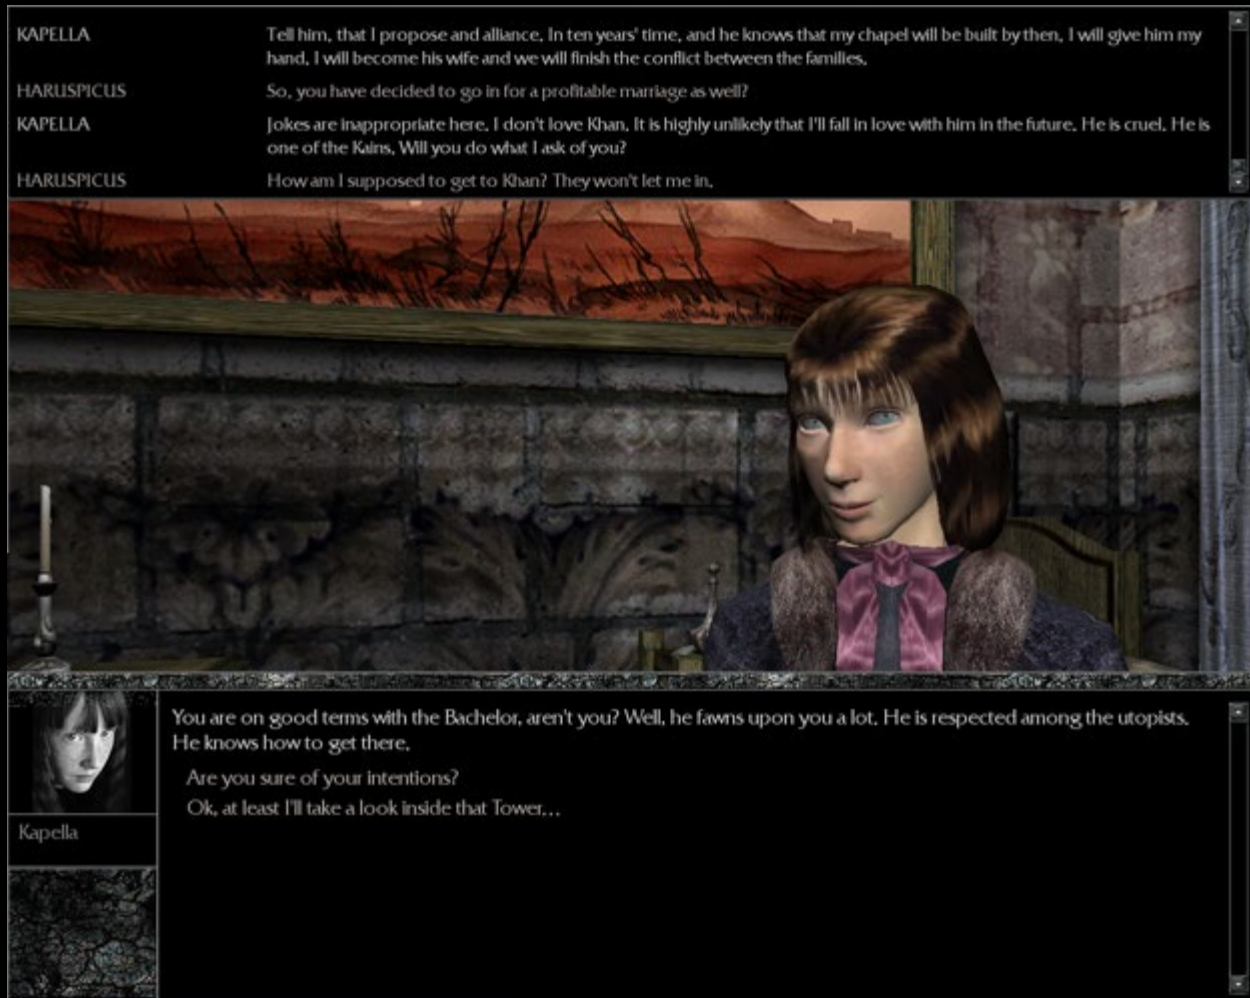 KAPELLA Tell him, that I propose and alliance. In ten years' time, and he knows that my chapel will be built by then, I will give him my
hand. I will become his wife and we will finish the conflict between the families.
HARUSPICUS So, you have decided to go in for a profitable marriage as well?
KAPELLA Jokes are inappropriate here. I don't love Khan. It is highly unlikely that I'll fall in love with him in the future. He is cruel. He is
one of the Kains. Will you do what I ask of you?
HARUSPICUS How am I supposed to get to Khan? They won't let me in.
You are on good terms with the Bachelor, aren't you? Well, he fawns upon you a lot. He is respected among the utopists.
He knows how to get there.
Are you sure of your intentions?
Ok, at least I'll take a look inside that Tower...
Kapella